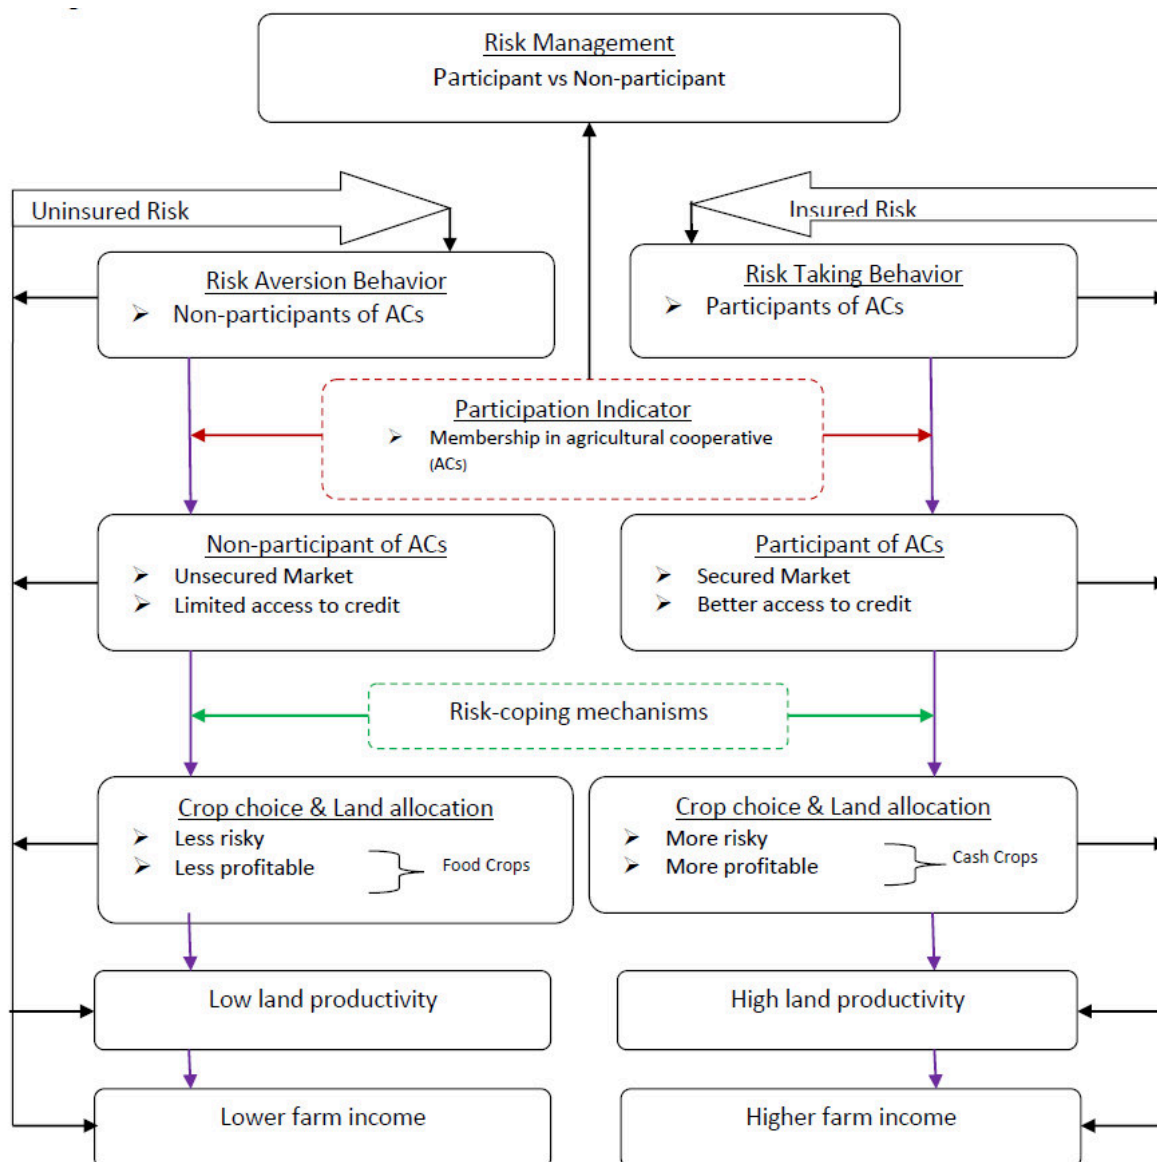 Risk Management
Participant vs Non-participant
Uninsured Risk
Insured Risk
Risk Aversion Behavior
➢ Non-participants of ACs
Risk Taking Behavior
➢ Participants of ACs
Participation Indicator
➢ Membership in agricultural cooperative
(ACs)
Non-participant of ACs
➢ Unsecured Market
➢ Limited access to credit
Participant of ACs
➢ Secured Market
➢ Better access to credit
Risk-coping mechanisms
Crop choice & Land allocation
➢ Less risky
➢ Less profitable
Food Crops
Crop choice & Land allocation
➢ More risky
➢ More profitable
Cash Crops
Low land productivity
High land productivity
Lower farm income
Higher farm income